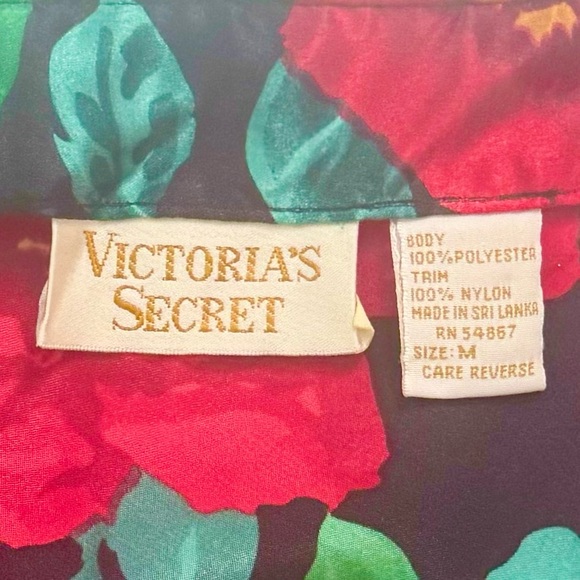 VICTORIA'S
SECRET
BODY
100% POLYESTER
TRIM
100% NYLON
MADE IN SRI LANKA
RN 54867
SIZE: M
CARE REVERSE